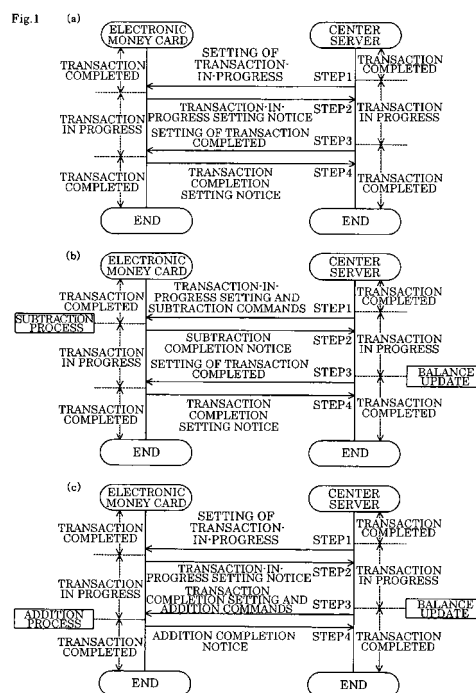 Fig.1
(a)
ELECTRONIC
MONEY CARD
CENTER
SERVER
TRANSACTION
COMPLETED
SETTING OF
TRANSACTION-
IN-PROGRESS
STEP1
TRANSACTION
COMPLETED
TRANSACTION
IN PROGRESS
TRANSACTION-IN-
PROGRESS SETTING NOTICE
STEP2
TRANSACTION
IN PROGRESS
SETTING OF TRANSACTION
COMPLETED
STEP3
TRANSACTION
COMPLETED
TRANSACTION
COMPLETION
SETTING NOTICE
STEP4
TRANSACTION
COMPLETED
END
END
(b)
ELECTRONIC
MONEY CARD
CENTER
SERVER
TRANSACTION
COMPLETED
TRANSACTION-IN-
PROGRESS SETTING AND
SUBTRACTION COMMANDS
STEP1
TRANSACTION
COMPLETED
SUBTRACTION
PROCESS
TRANSACTION
IN PROGRESS
SUBTRACTION
COMPLETION NOTICE
STEP2
TRANSACTION
IN PROGRESS
SETTING OF TRANSACTION
COMPLETED
STEP3
BALANCE
UPDATE
TRANSACTION
COMPLETED
TRANSACTION
COMPLETION
SETTING NOTICE
STEP4
TRANSACTION
COMPLETED
END
END
(c)
ELECTRONIC
MONEY CARD
CENTER
SERVER
TRANSACTION
COMPLETED
SETTING OF
TRANSACTION-
IN-PROGRESS
STEP1
TRANSACTION
COMPLETED
TRANSACTION
IN PROGRESS
TRANSACTION-IN-
PROGRESS SETTING NOTICE
STEP2
TRANSACTION
IN PROGRESS
TRANSACTION
COMPLETION SETTING AND
ADDITION COMMANDS
STEP3
BALANCE
UPDATE
ADDITION
PROCESS
TRANSACTION
COMPLETED
ADDITION COMPLETION
NOTICE
STEP4
TRANSACTION
COMPLETED
END
END